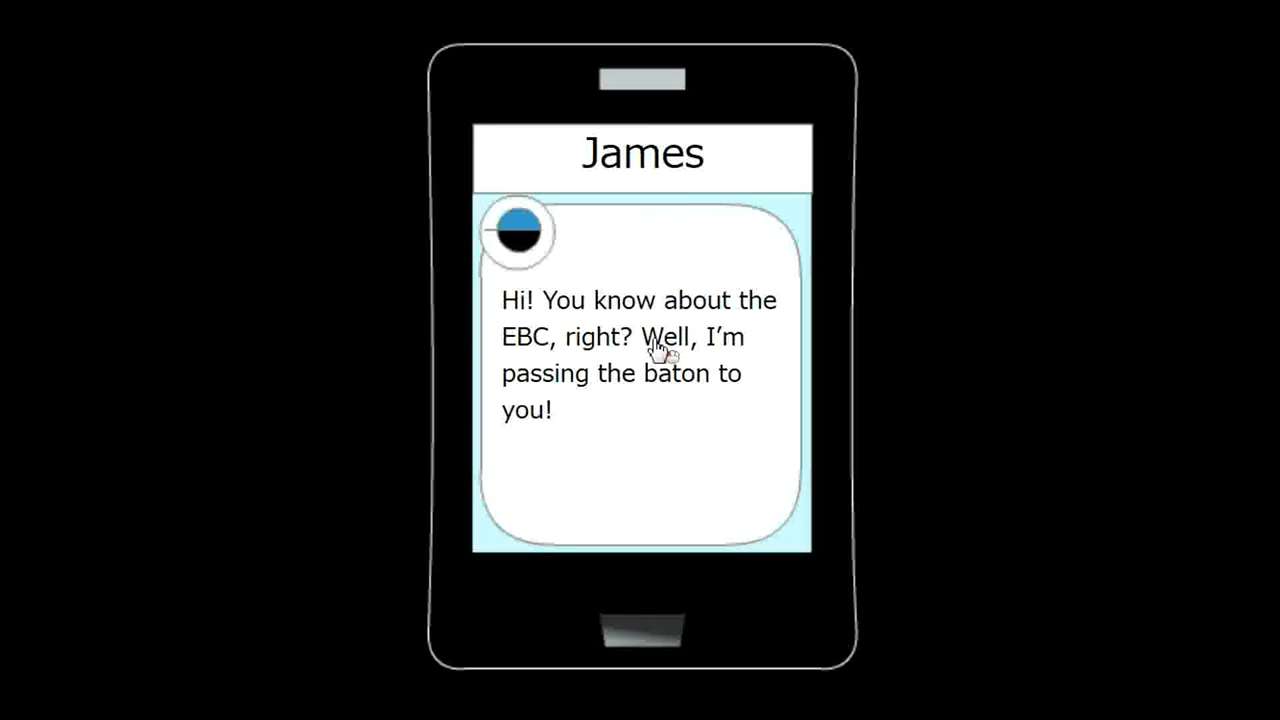 James
Hi! You know about the
EBC, right? Well, I’m
passing the baton to
you!